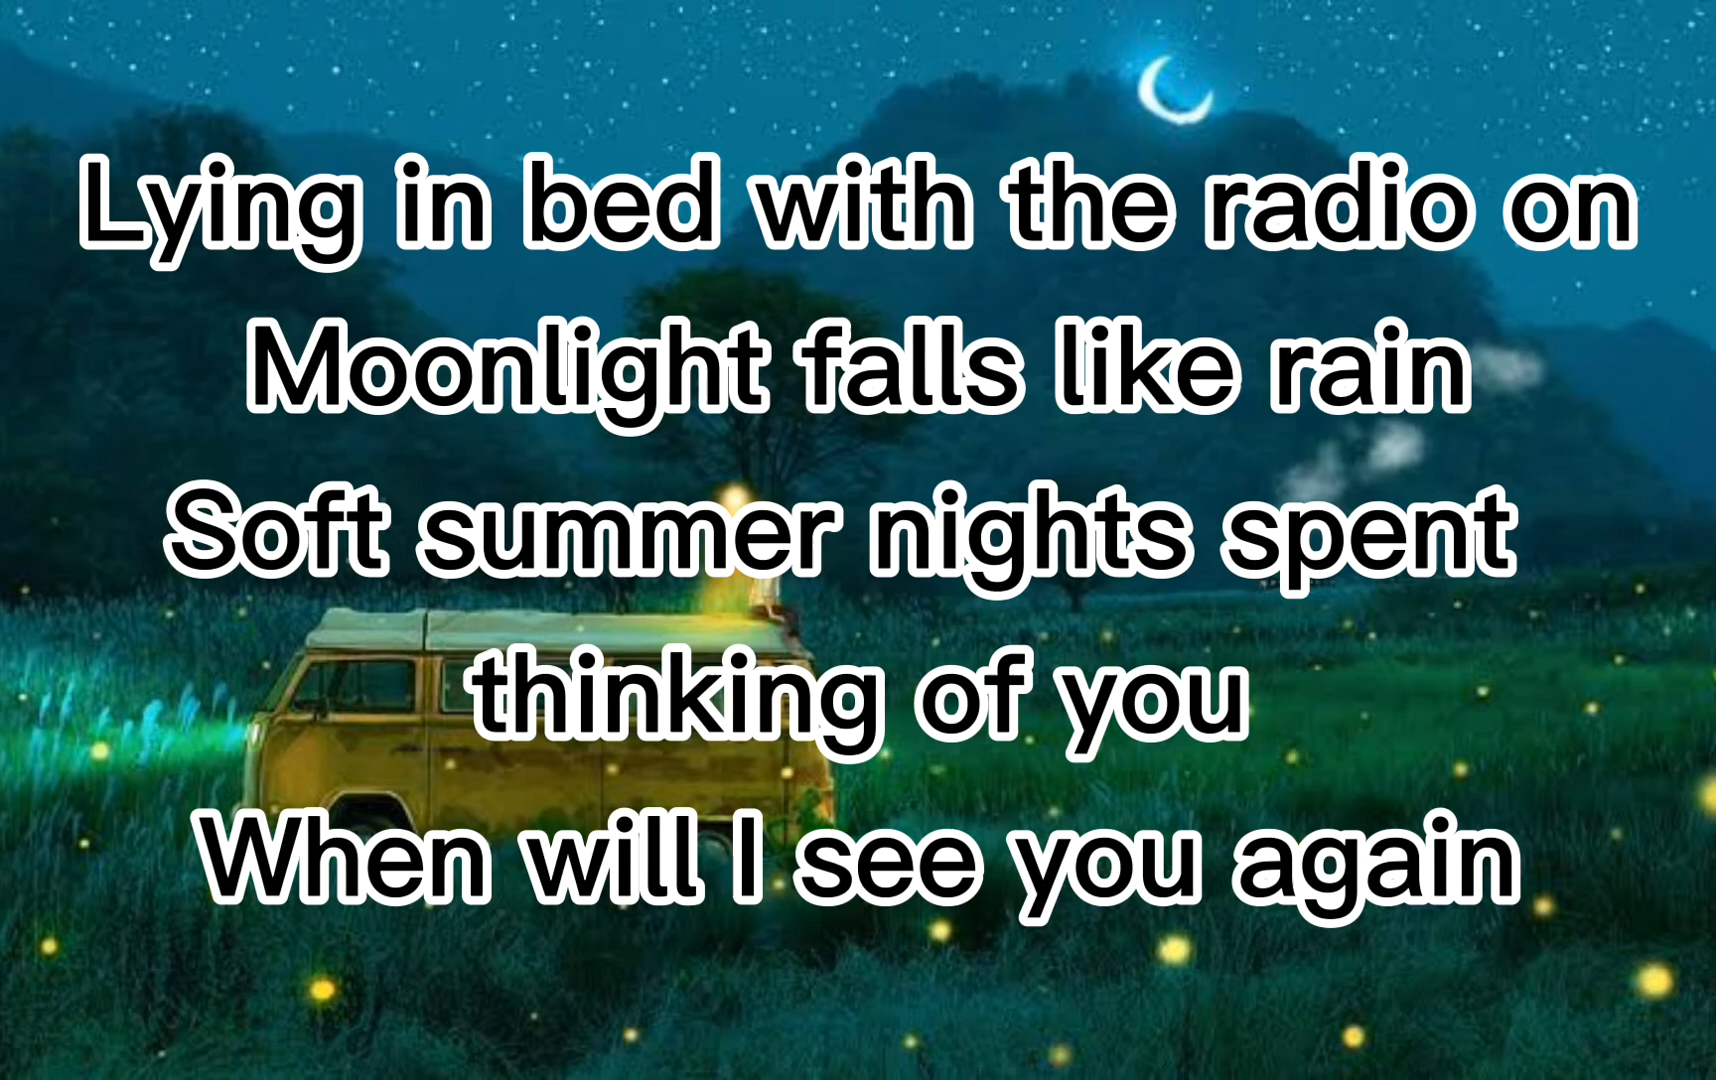 Lying in bed with the radio on
Moonlight falls like rain
Soft summer nights spent
thinking of you
When will I see you again